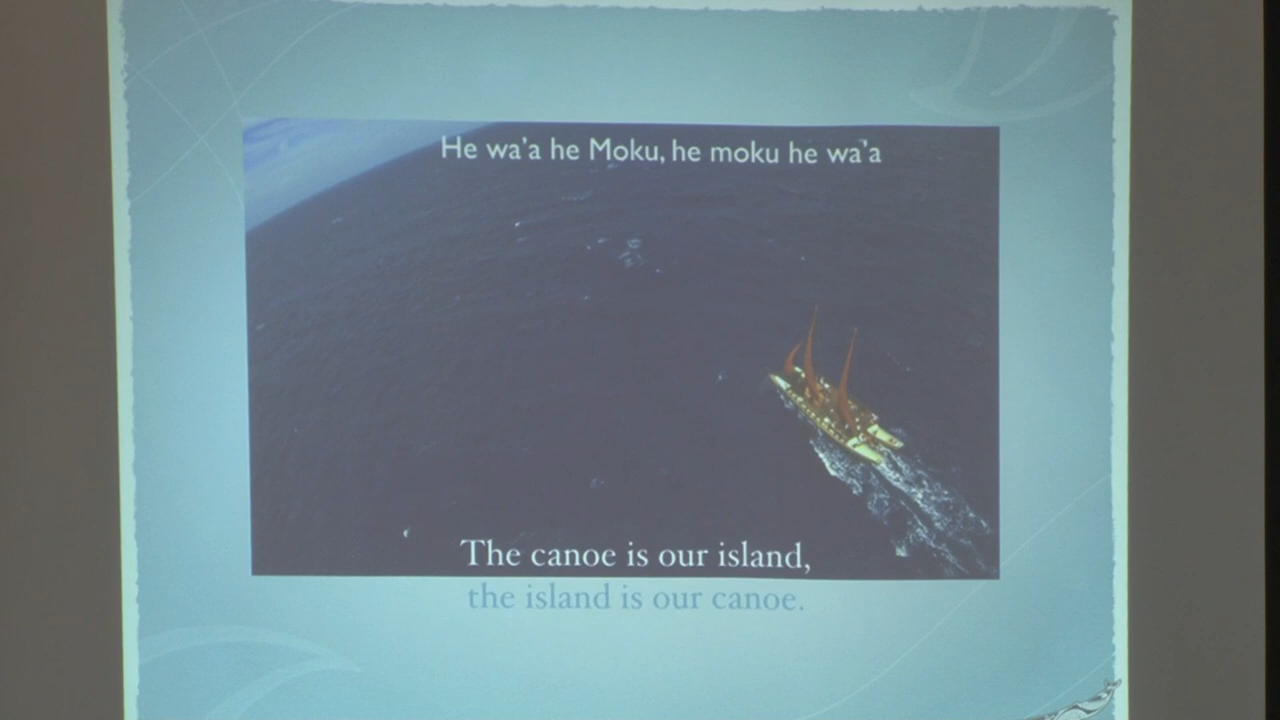 He wa'a he Moku, he moku he wa'a
The canoe is our island,
the island is our canoe.